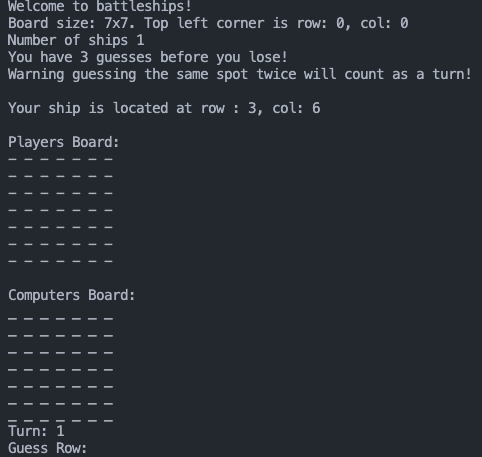 Welcome to battleships!
Board size: 7x7. Top left corner is row: 0, col: 0
Number of ships 1
You have 3 guesses before you lose!
Warning guessing the same spot twice will count as a turn!
Your ship is located at row : 3, col: 6
Players Board:
_ _ _ _ _ _ _
_ _ _ _ _ _ _
_ _ _ _ _ _ _
_ _ _ _ _ _ _
_ _ _ _ _ _ _
_ _ _ _ _ _ _
_ _ _ _ _ _ _
Computers Board:
_ _ _ _ _ _ _
_ _ _ _ _ _ _
_ _ _ _ _ _ _
_ _ _ _ _ _ _
_ _ _ _ _ _ _
_ _ _ _ _ _ _
_ _ _ _ _ _ _
Turn: 1
Guess Row: